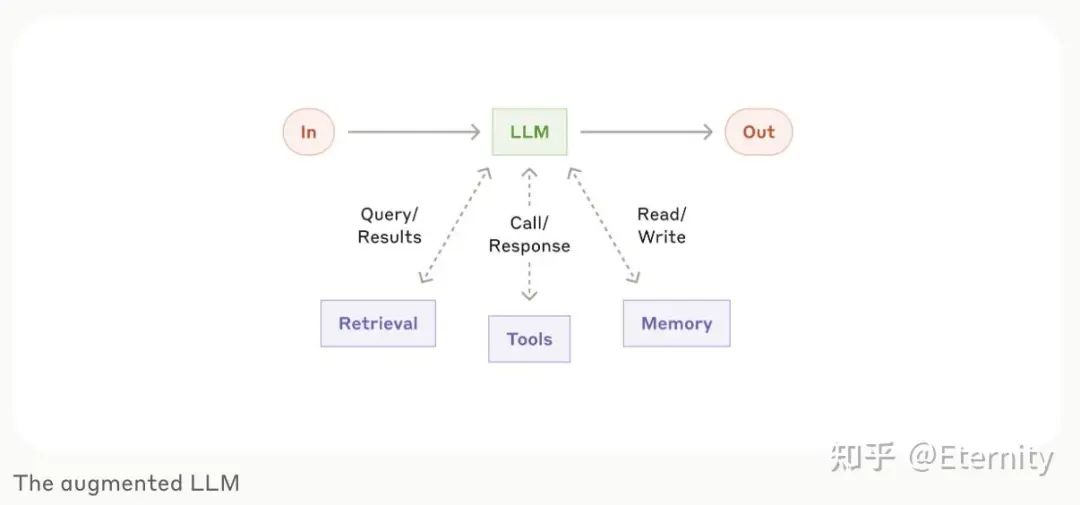 In
LLM
Out
Query/
Results
Call/
Response
Read/
Write
Retrieval
Tools
Memory
知乎 @Eternity
The augmented LLM